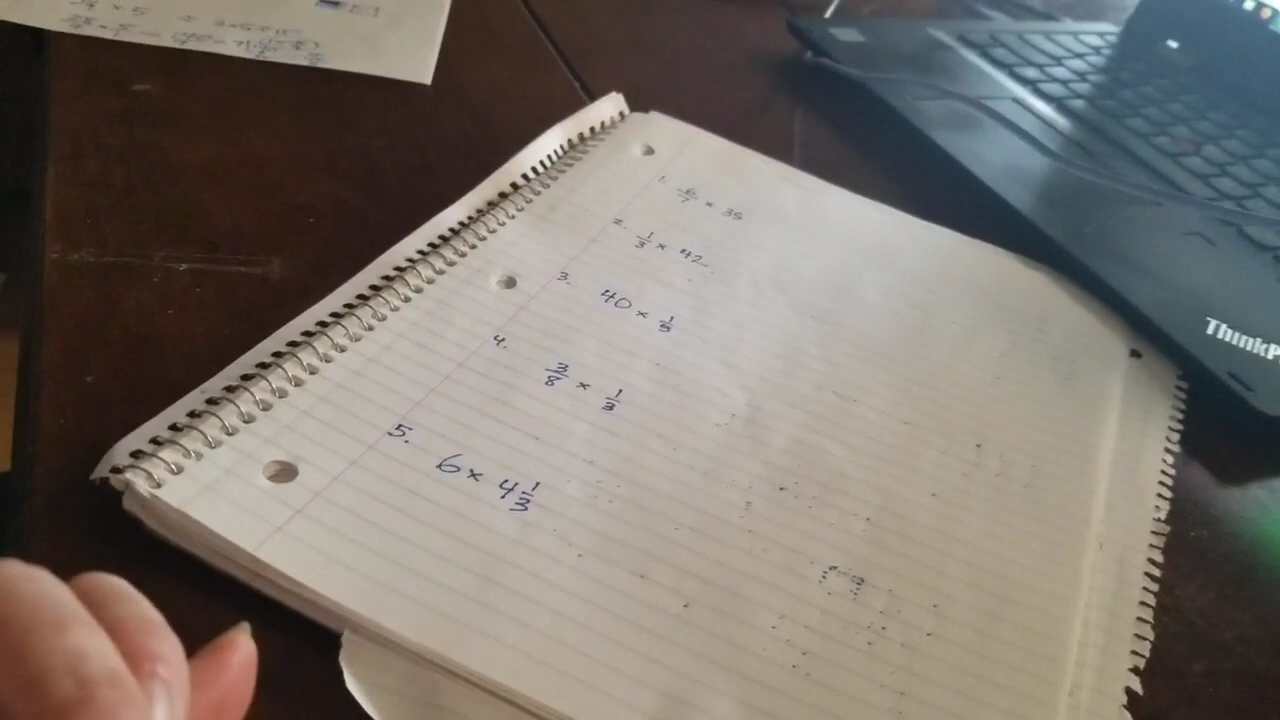 1. 6/7 × 35
2. 1/3 × 42
3. 40 × 1/5
4. 3/8 × 1/3
5. 6 × 4 1/3
ThinkP